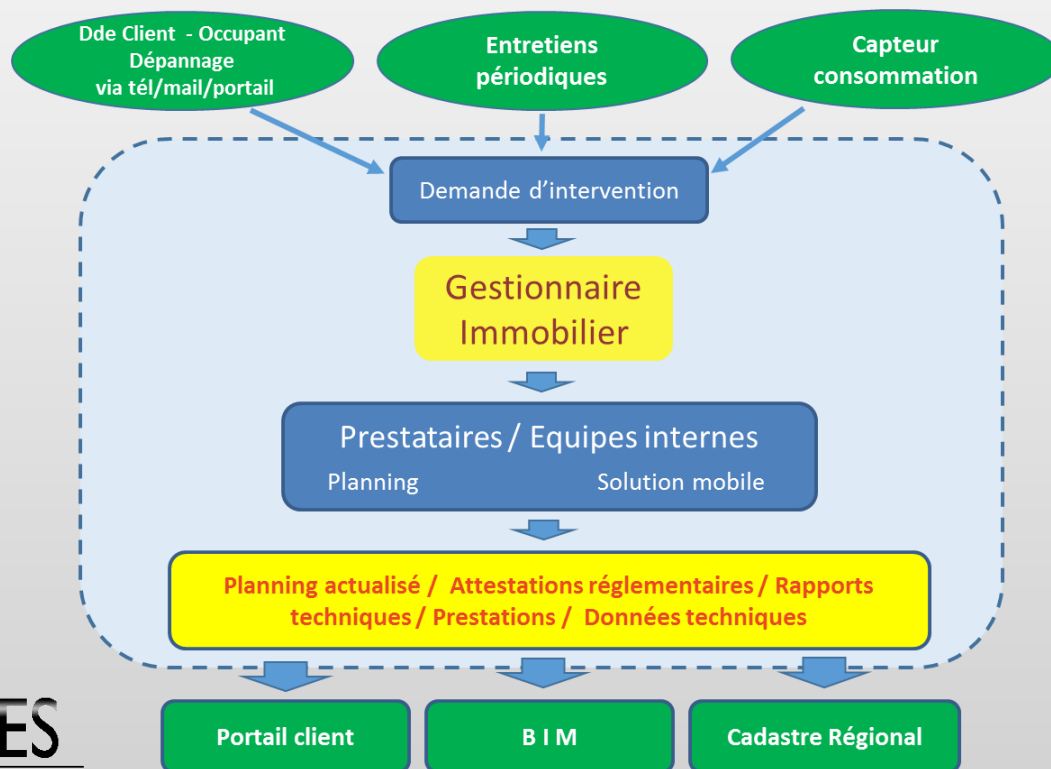 Dde Client - Occupant
Dépannage
via tél/mail/portail
Entretiens
périodiques
Capteur
consommation
Demande d'intervention
Gestionnaire
Immobilier
Prestataires / Equipes internes
Planning
Solution mobile
Planning actualisé / Attestations réglementaires / Rapports
techniques / Prestations / Données techniques
ES
Portail client
B I M
Cadastre Régional